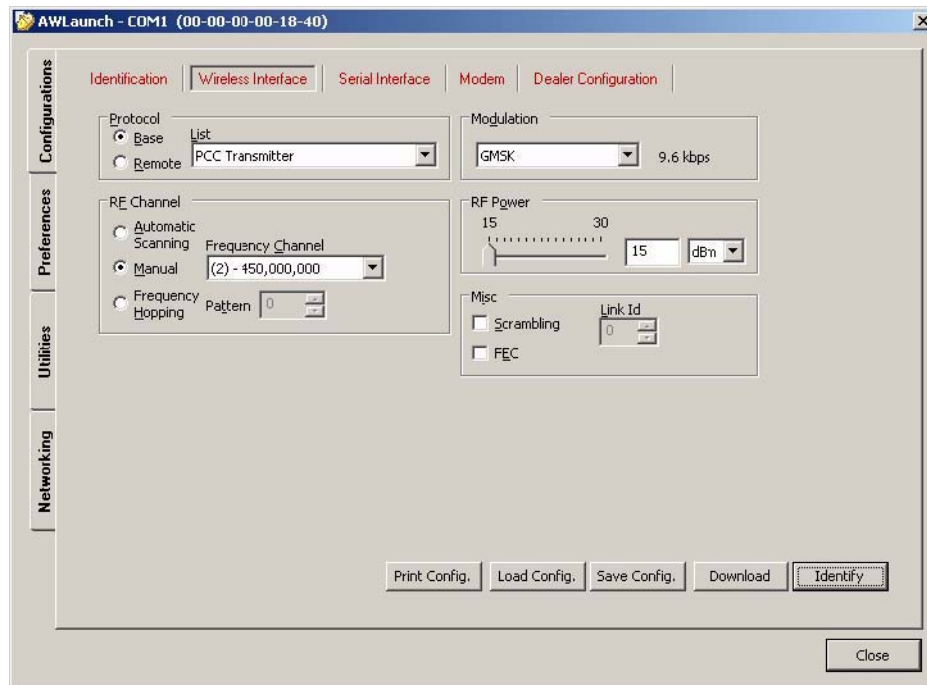 AWLaunch - COM1 (00-00-00-00-18-40)
Configurations
Preferences
Utilities
Networking
Identification Wireless Interface Serial Interface Modem Dealer Configuration
Protocol
Base
Remote
List
PCC Transmitter
Modulation
GMSK 9.6 kbps
RF Channel
Automatic Scanning
Manual
Frequency Channel
(2) - 450,000,000
Frequency Hopping
Pattern 0
RF Power
15 30
15 dBm
Misc
Scrambling
FEC
Link Id
0
Print Config. Load Config. Save Config. Download Identify
Close